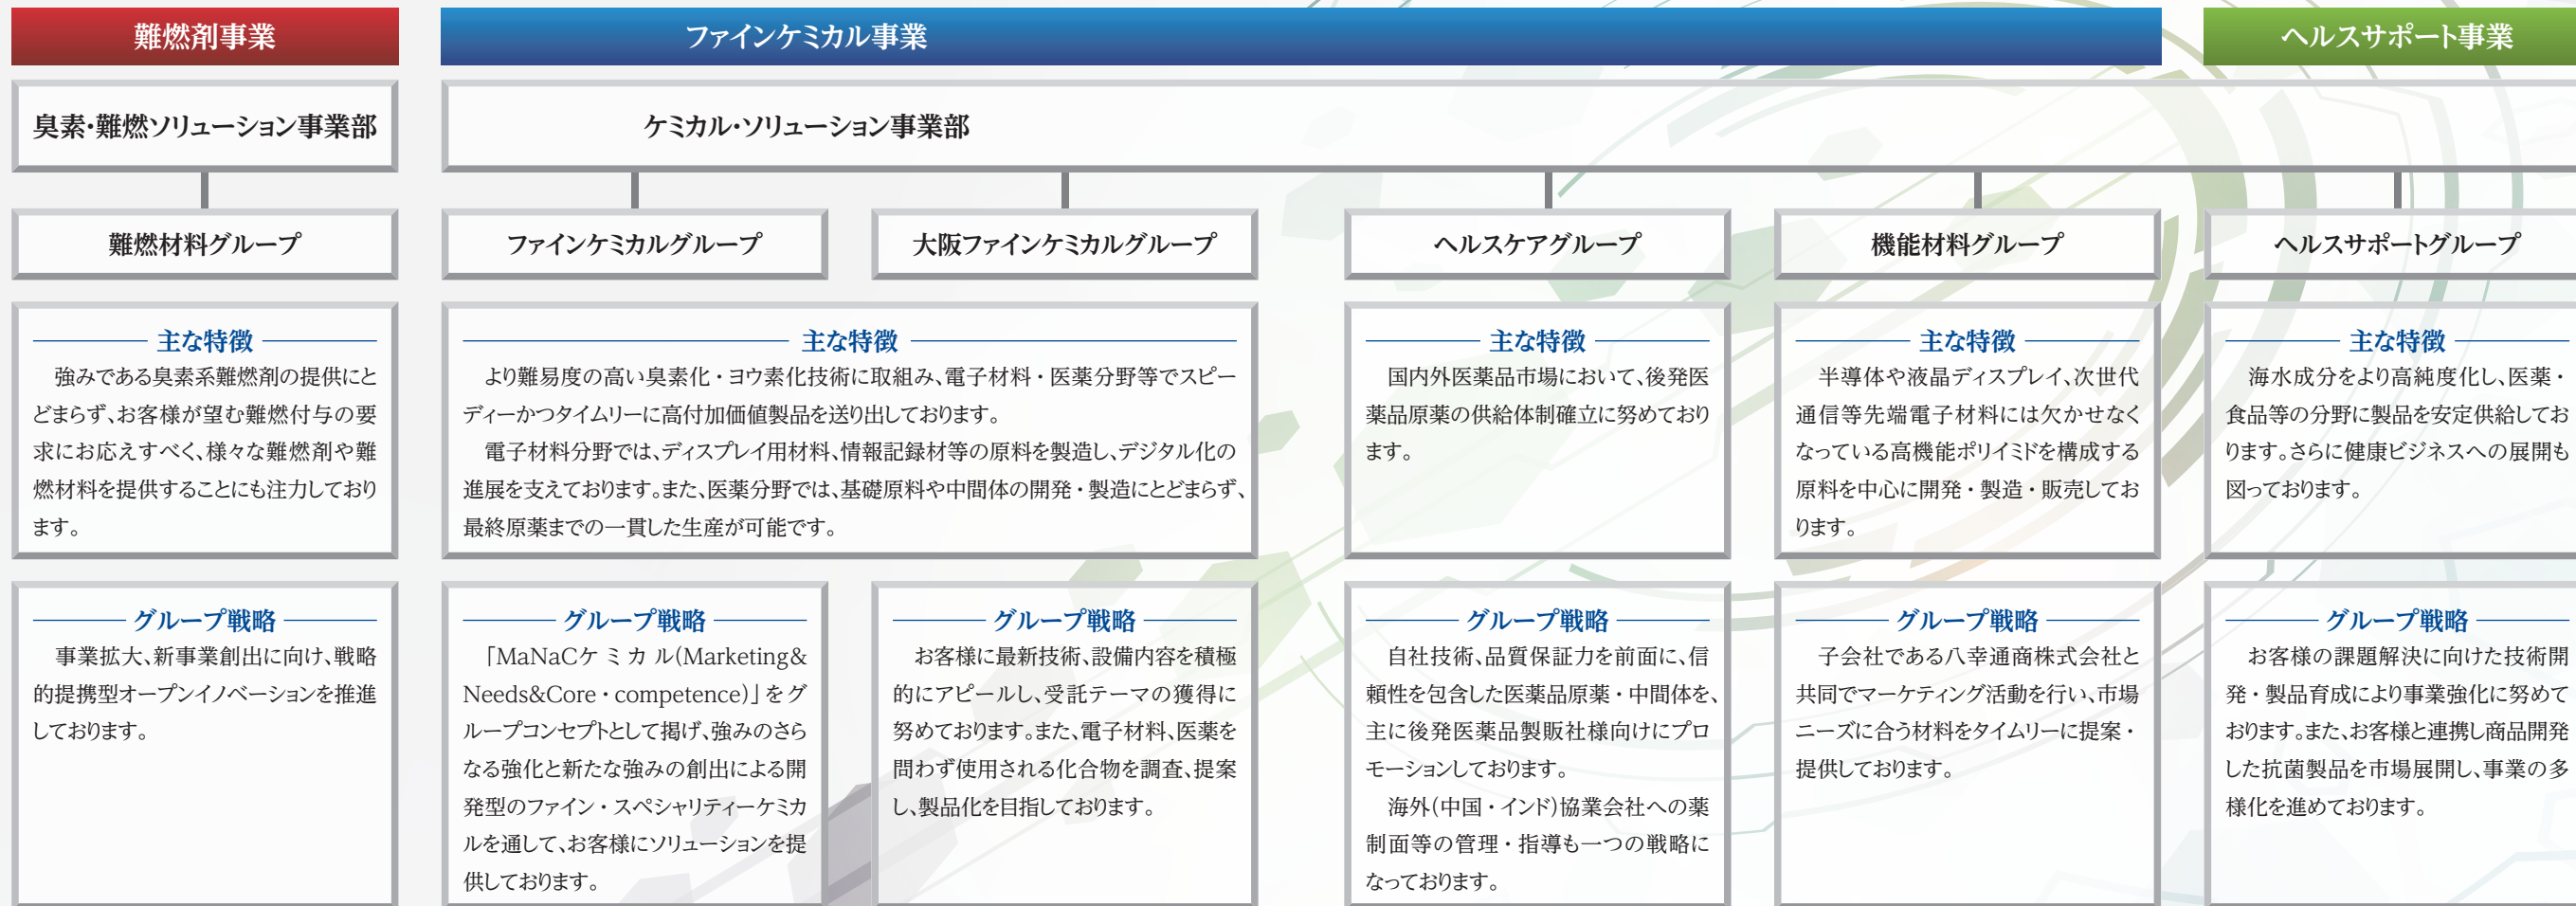 難燃剤事業
ファインケミカル事業
ヘルスサポート事業
臭素・難燃ソリューション事業部
ケミカル・ソリューション事業部
難燃材料グループ
ファインケミカルグループ
大阪ファインケミカルグループ
ヘルスケアグループ
機能材料グループ
ヘルスサポートグループ
主な特徴
強みである臭素系難燃剤の提供にと
どまらず、お客様が望む難燃付与の要
求にお応えすべく、様々な難燃剤や難
燃材料を提供することにも注力しており
ます。
主な特徴
より難易度の高い臭素化・ヨウ素化技術に取組み、電子材料・医薬分野等でスピー
ディーかつタイムリーに高付加価値製品を送り出しております。
電子材料分野では、ディスプレイ用材料、情報記録材等の原料を製造し、デジタル化の
進展を支えております。また、医薬分野では、基礎原料や中間体の開発・製造にとどまらず、
最終原薬までの一貫した生産が可能です。
主な特徴
国内外医薬品市場において、後発医
薬品原薬の供給体制確立に努めており
ます。
主な特徴
半導体や液晶ディスプレイ、次世代
通信等先端電子材料には欠かせなく
なっている高機能ポリイミドを構成する
原料を中心に開発・製造・販売してお
ります。
主な特徴
海水成分をより高純度化し、医薬・
食品等の分野に製品を安定供給してお
ります。さらに健康ビジネスへの展開も
図っております。
グループ戦略
事業拡大、新事業創出に向け、戦略
的提携型オープンイノベーションを推進
しております。
グループ戦略
「MaNaCケミカル(Marketing&
Needs&Core・competence)」をグ
ループコンセプトとして掲げ、強みのさら
なる強化と新たな強みの創出による開
発型のファイン・スペシャリティーケミカ
ルを通して、お客様にソリューションを提
供しております。
グループ戦略
お客様に最新技術、設備内容を積極
的にアピールし、受託テーマの獲得に
努めております。また、電子材料、医薬を
問わず使用される化合物を調査、提案
し、製品化を目指しております。
グループ戦略
自社技術、品質保証力を前面に、信
頼性を包含した医薬品原薬・中間体を、
主に後発医薬品製販社様向けにプロ
モーションしております。
海外(中国・インド)協業会社への薬
制面等の管理・指導も一つの戦略に
なっております。
グループ戦略
子会社である八幸通商株式会社と
共同でマーケティング活動を行い、市場
ニーズに合う材料をタイムリーに提案・
提供しております。
グループ戦略
お客様の課題解決に向けた技術開
発・製品育成により事業強化に努めて
おります。また、お客様と連携し商品開発
した抗菌製品を市場展開し、事業の多
様化を進めております。